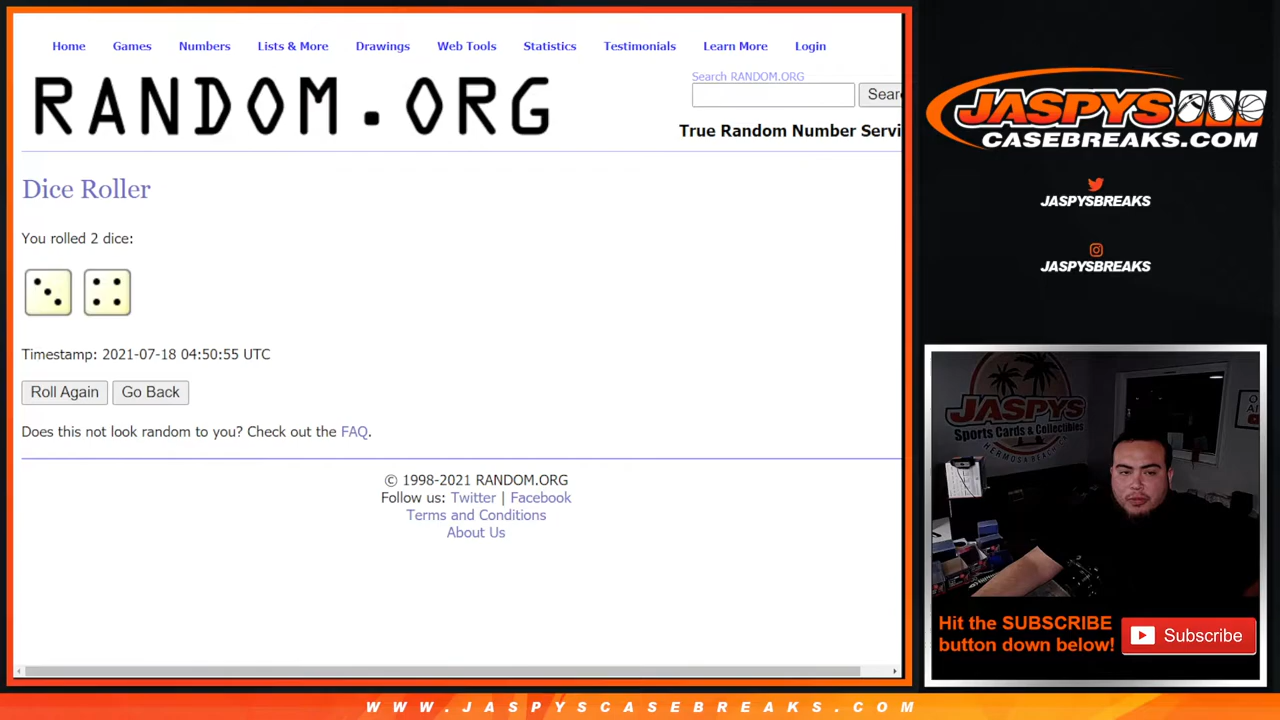 Home Games Numbers Lists & More Drawings Web Tools Statistics Testimonials Learn More Login
RANDOM.ORG
Search RANDOM.ORG
Sear
True Random Number Servi
Dice Roller
You rolled 2 dice:
Timestamp: 2021-07-18 04:50:55 UTC
Roll Again Go Back
Does this not look random to you? Check out the FAQ.
© 1998-2021 RANDOM.ORG
Follow us: Twitter | Facebook
Terms and Conditions
About Us
JASPYS
CASEBREAKS.COM
JASPYSBREAKS
JASPYSBREAKS
JASPYS
Sports Cards & Collectibles
HERMOSA BEACH
Hit the SUBSCRIBE
button down below!
Subscribe
WWW.JASPYSCASEBREAKS.COM